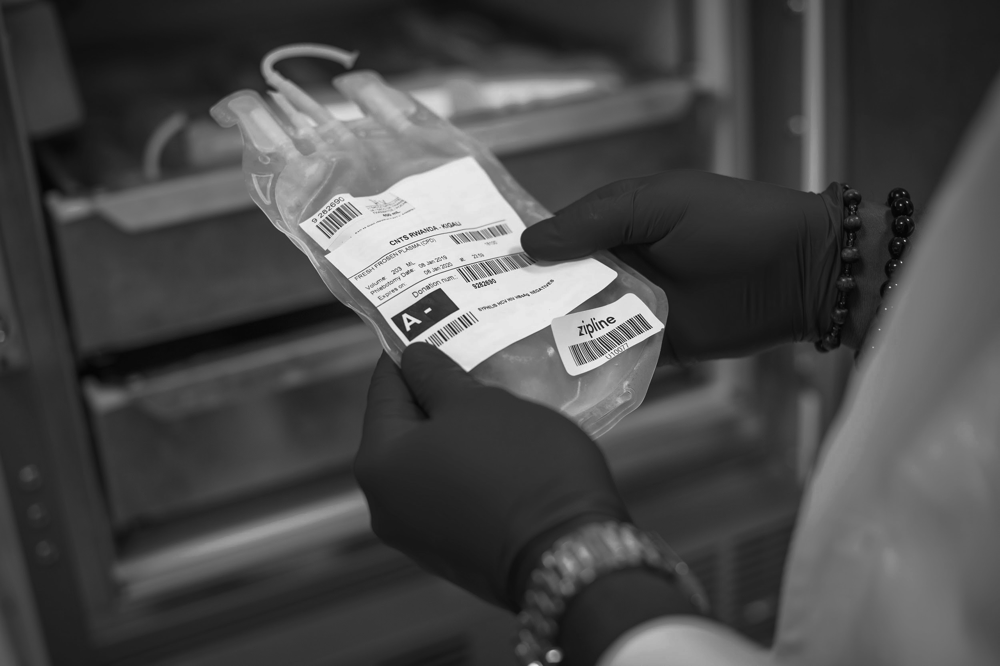 9 282690
450 mL
CNTS RWANDA - KIGALI
FRESH FROSEN PLASMA (CPD)
18100
Volume: 203 ML
Phlebotomy Date: 08 Jan 2019 at: 23:59
Expires on: 08 Jan 2020
Donation num.:
9282690
A -
SYPHILIS HCV HIV HBsAg NEGATIVES
zipline
U10077